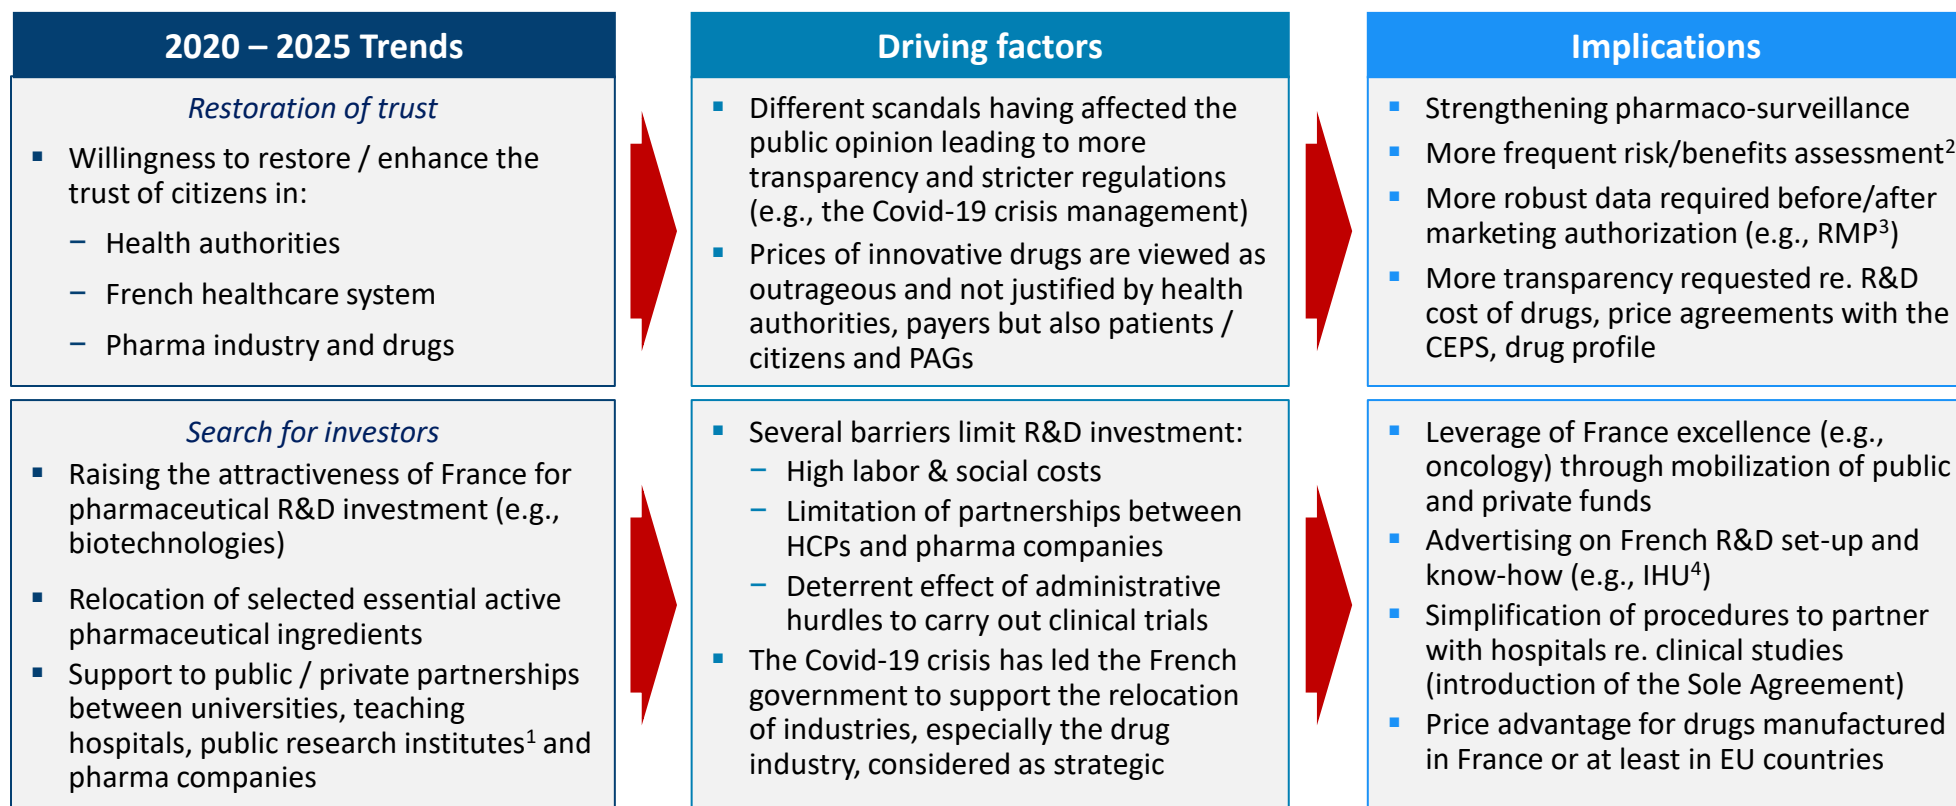 2020 – 2025 Trends
Restoration of trust
▪ Willingness to restore / enhance the
trust of citizens in:
– Health authorities
– French healthcare system
– Pharma industry and drugs
Driving factors
▪ Different scandals having affected the
public opinion leading to more
transparency and stricter regulations
(e.g., the Covid-19 crisis management)
▪ Prices of innovative drugs are viewed as
outrageous and not justified by health
authorities, payers but also patients /
citizens and PAGs
Implications
▪ Strengthening pharmaco-surveillance
▪ More frequent risk/benefits assessment²
▪ More robust data required before/after
marketing authorization (e.g., RMP³)
▪ More transparency requested re. R&D
cost of drugs, price agreements with the
CEPS, drug profile
Search for investors
▪ Raising the attractiveness of France for
pharmaceutical R&D investment (e.g.,
biotechnologies)
▪ Relocation of selected essential active
pharmaceutical ingredients
▪ Support to public / private partnerships
between universities, teaching
hospitals, public research institutes¹ and
pharma companies
▪ Several barriers limit R&D investment:
– High labor & social costs
– Limitation of partnerships between
HCPs and pharma companies
– Deterrent effect of administrative
hurdles to carry out clinical trials
▪ The Covid-19 crisis has led the French
government to support the relocation
of industries, especially the drug
industry, considered as strategic
▪ Leverage of France excellence (e.g.,
oncology) through mobilization of public
and private funds
▪ Advertising on French R&D set-up and
know-how (e.g., IHU⁴)
▪ Simplification of procedures to partner
with hospitals re. clinical studies
(introduction of the Sole Agreement)
▪ Price advantage for drugs manufactured
in France or at least in EU countries